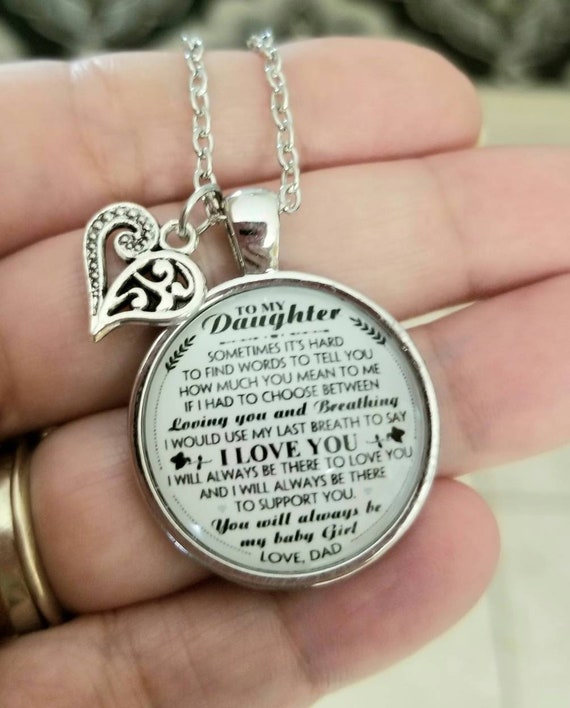 TO MY
Daughter
SOMETIMES IT'S HARD
TO FIND WORDS TO TELL YOU
HOW MUCH YOU MEAN TO ME
IF I HAD TO CHOOSE BETWEEN
Loving you and Breathing
I WOULD USE MY LAST BREATH TO SAY
I LOVE YOU
I WILL ALWAYS BE THERE TO LOVE YOU
AND I WILL ALWAYS BE THERE
TO SUPPORT YOU.
You will always be
my baby Girl
LOVE, DAD